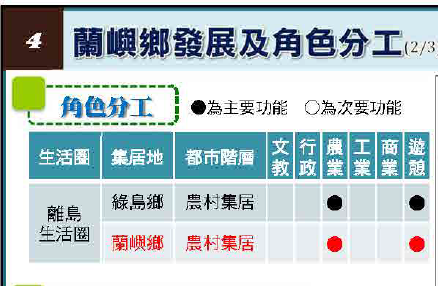 4 蘭嶼鄉發展及角色分工(2/3
角色分工 ●為主要功能 ○為次要功能
生活圈 集居地 都市階層 文教 行政 農業 工業 商業 遊憩
離島生活圈 綠島鄉 農村集居 ● ●
蘭嶼鄉 農村集居 ● ●